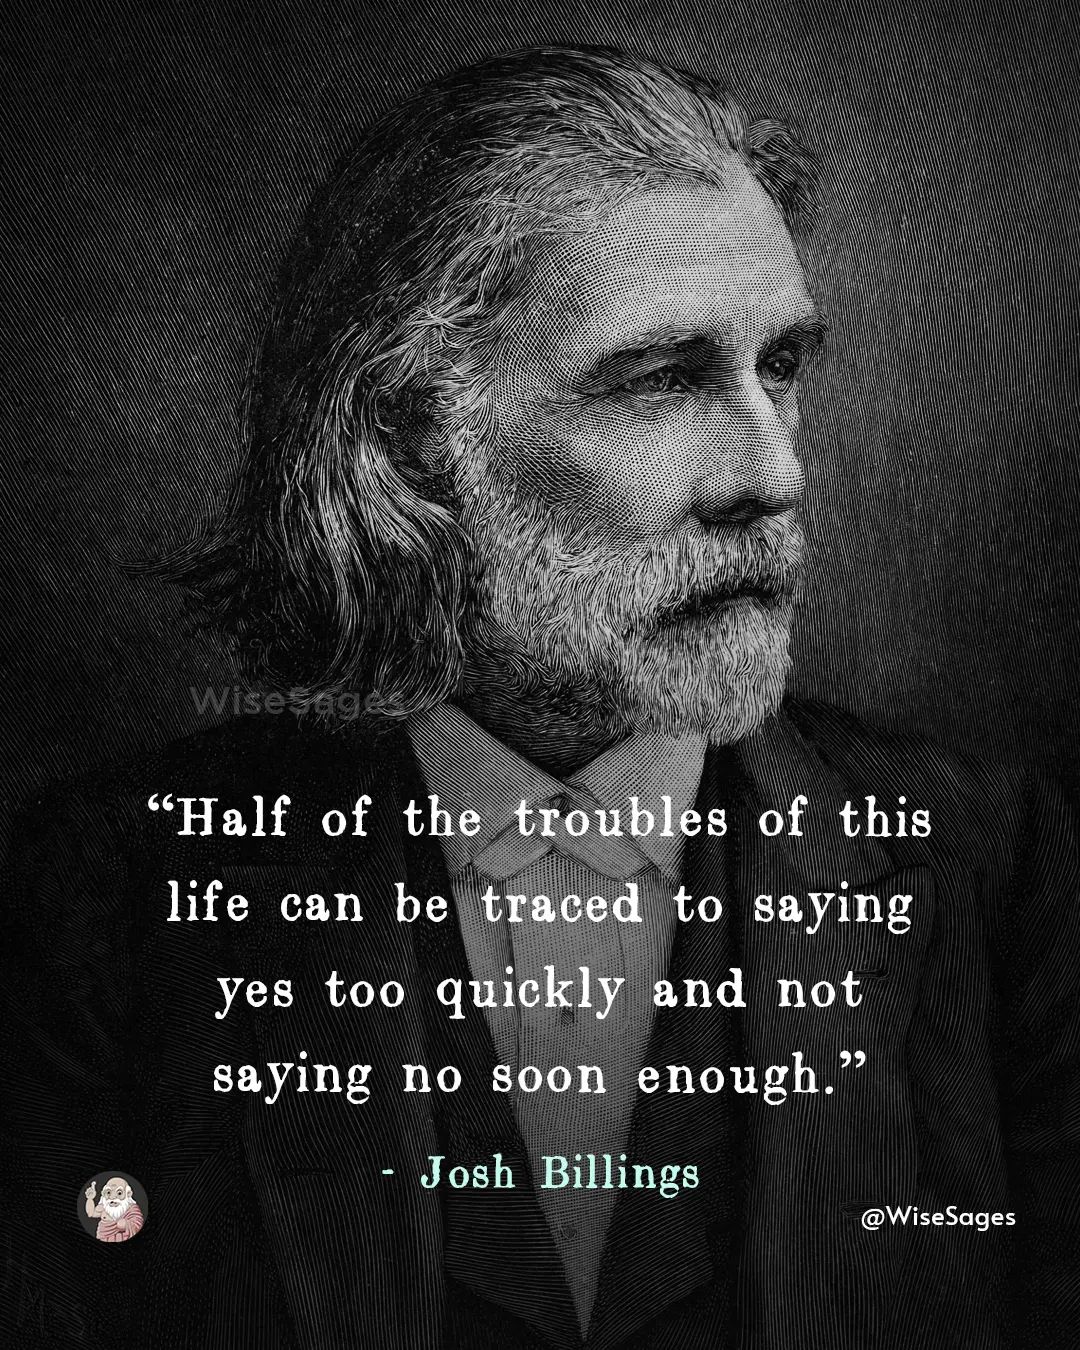 WiseSages
“Half of the troubles of this
life can be traced to saying
yes too quickly and not
saying no soon enough.”
- Josh Billings
@WiseSages